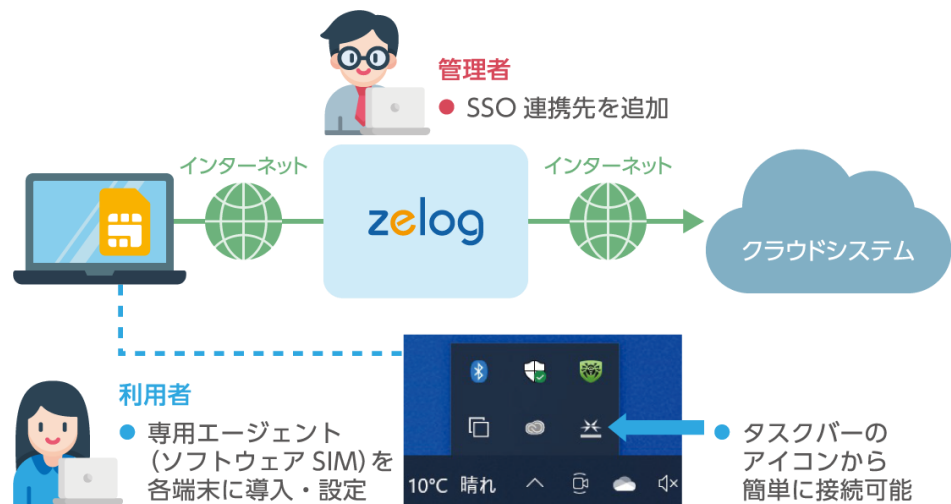 管理者
● SSO 連携先を追加
インターネット
インターネット
zelog
クラウドシステム
利用者
● 専用エージェント
（ソフトウェア SIM）を
各端末に導入・設定
10°C 晴れ
● タスクバーの
アイコンから
簡単に接続可能